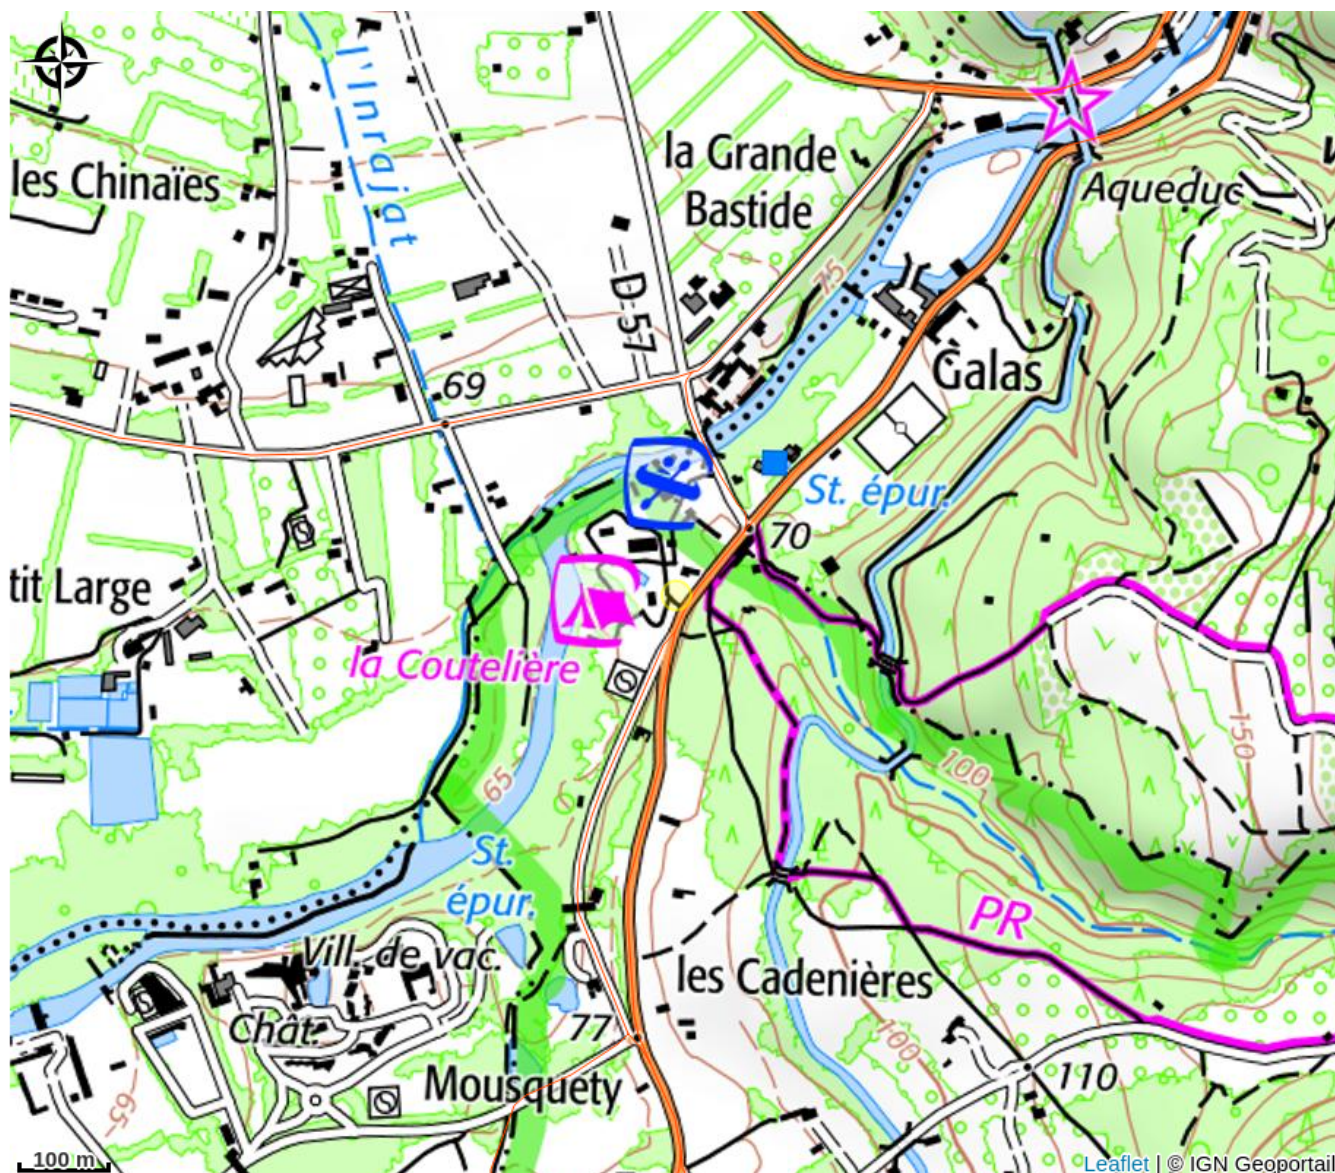 l'Inrajat
la Grande
Bastide
les Chinaïes
Aqueduc
75
D 57
69
Galas
St. épur.
70
tit Large
la Coutelière
150
100
65
St.
épur.
PR
Vill. de vac.
les Cadenières
Chât.
77
100
Mousquéty
110
65
100 m
Leaflet | © IGN Geoportail